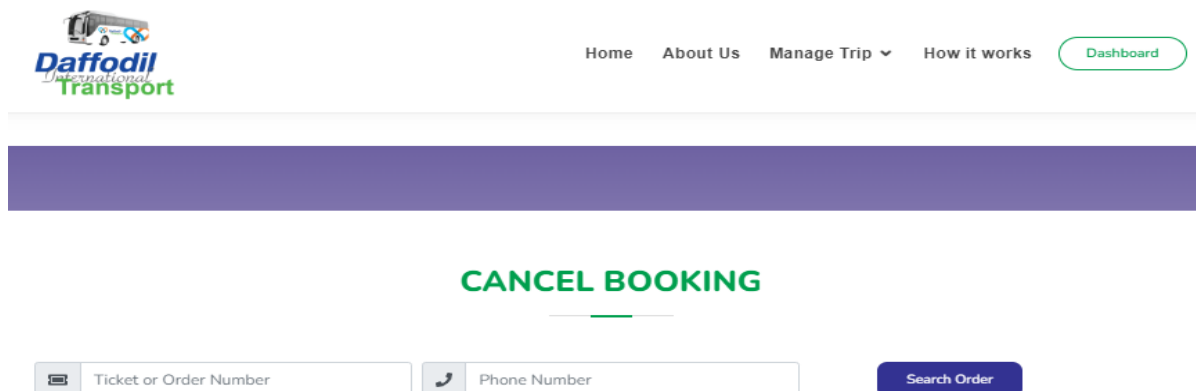 Daffodil
International
Transport
Home About Us Manage Trip How it works Dashboard
CANCEL BOOKING
Ticket or Order Number Phone Number Search Order